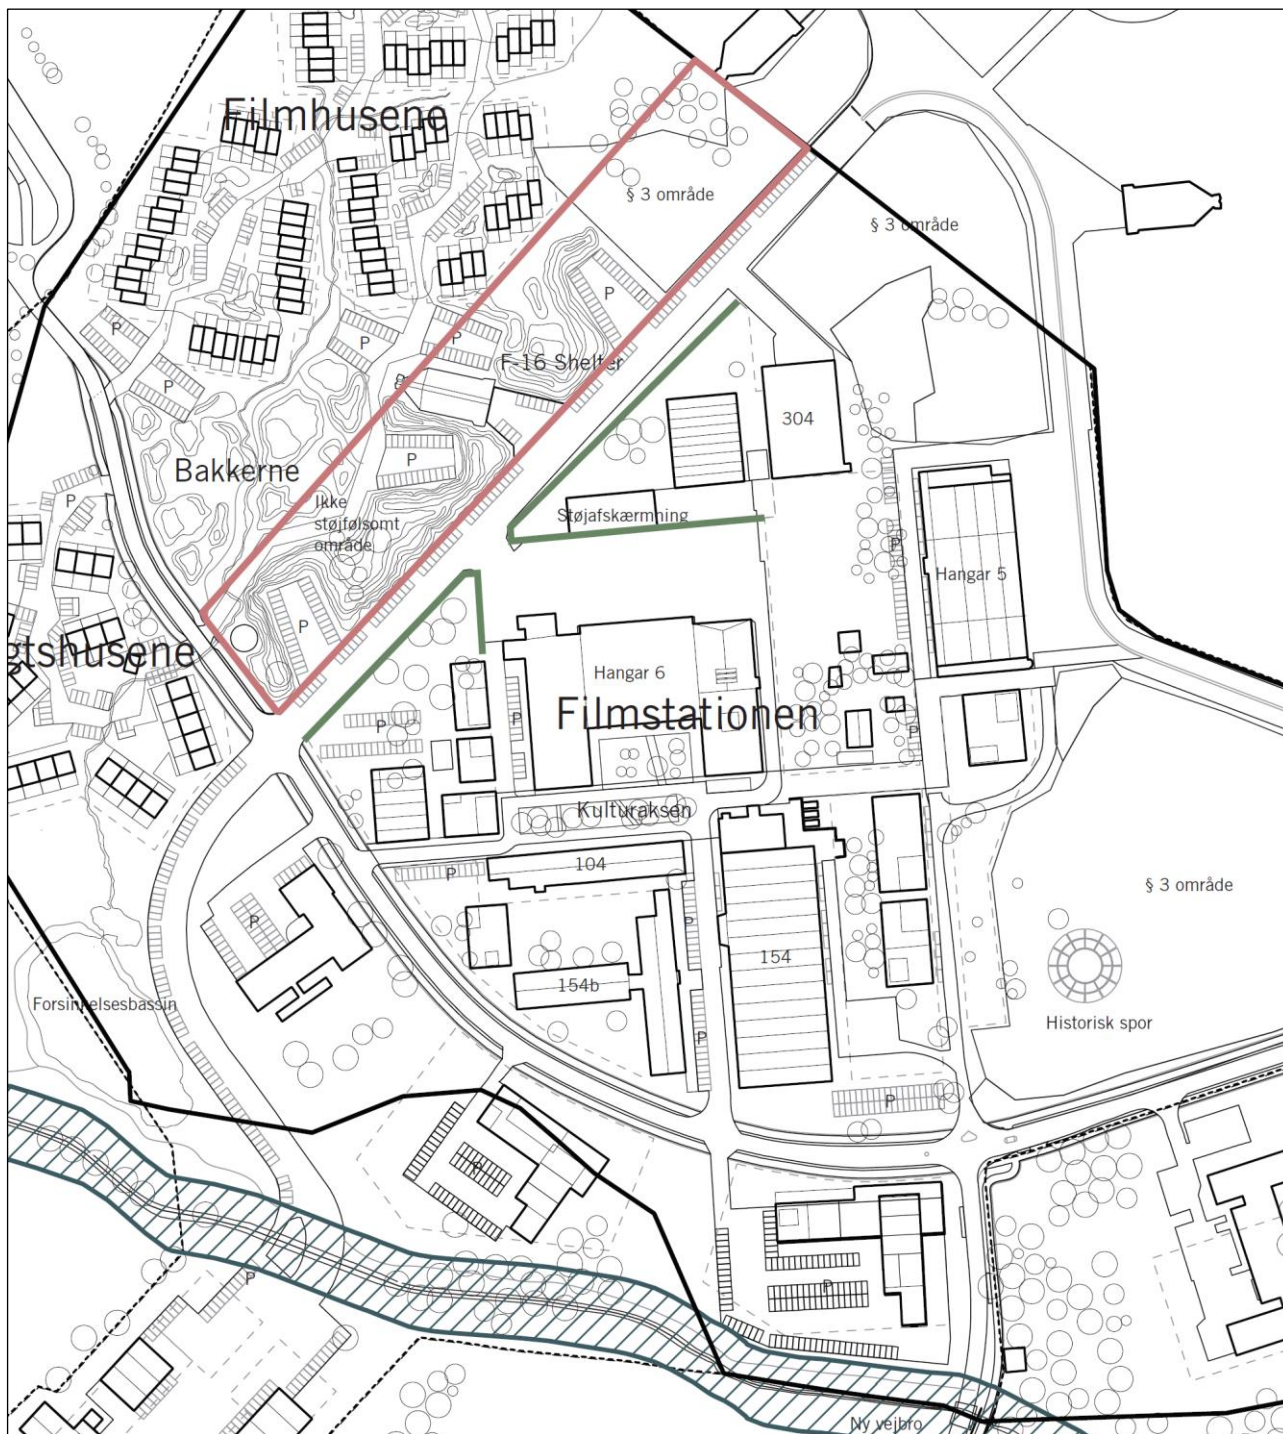 Filmhusene
§ 3 område
§ 3 område
P
P
P
P
P
F-16 Shelter
P
304
Bakkerne
P
P
Ikke
støjfølsomt
område
Støjafskærmning
P
Hangar 5
P
gtshusene
Hangar 6
Filmstationen
P
P
P
Kulturaksen
104
P
§ 3 område
P
P
154
154b
Forsinkelsesbassin
Historisk spor
P
P
P
P
P
Ny vejbro